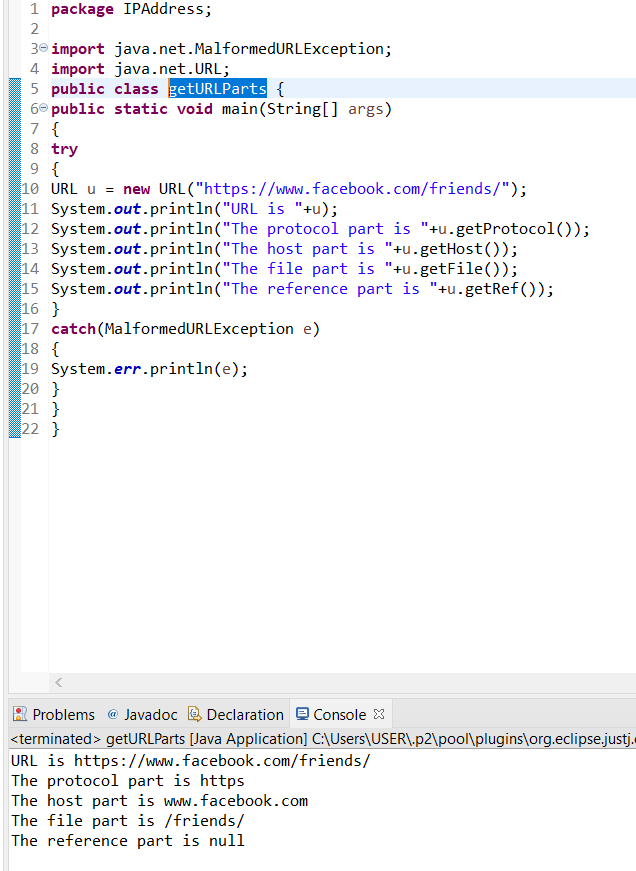 1 package IPAddress;
2
3 import java.net.MalformedURLException;
4 import java.net.URL;
5 public class getURLParts {
6 public static void main(String[] args)
7 {
8 try
9 {
10 URL u = new URL("https://www.facebook.com/friends/");
11 System.out.println("URL is "+u);
12 System.out.println("The protocol part is "+u.getProtocol());
13 System.out.println("The host part is "+u.getHost());
14 System.out.println("The file part is "+u.getFile());
15 System.out.println("The reference part is "+u.getRef());
16 }
17 catch(MalformedURLException e)
18 {
19 System.err.println(e);
20 }
21 }
22 }
Problems @ Javadoc Declaration Console
<terminated> getURLParts [Java Application] C:\Users\USER\.p2\pool\plugins\org.eclipse.justj.
URL is https://www.facebook.com/friends/
The protocol part is https
The host part is www.facebook.com
The file part is /friends/
The reference part is null